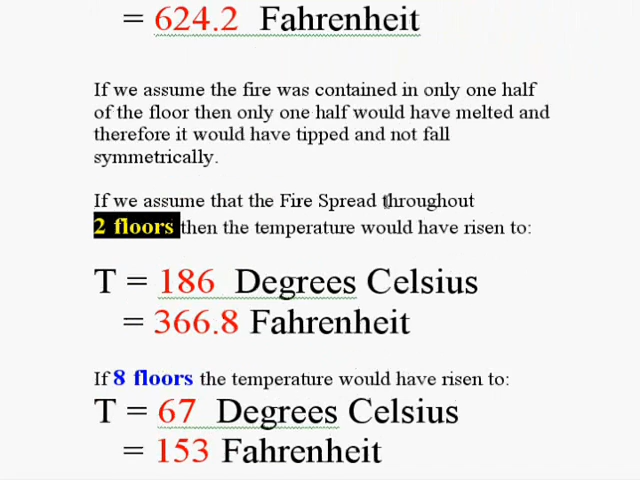 = 624.2 Fahrenheit
If we assume the fire was contained in only one half
of the floor then only one half would have melted and
therefore it would have tipped and not fall
symmetrically.
If we assume that the Fire Spread throughout
2 floors then the temperature would have risen to:
T = 186 Degrees Celsius
= 366.8 Fahrenheit
If 8 floors the temperature would have risen to:
T = 67 Degrees Celsius
= 153 Fahrenheit